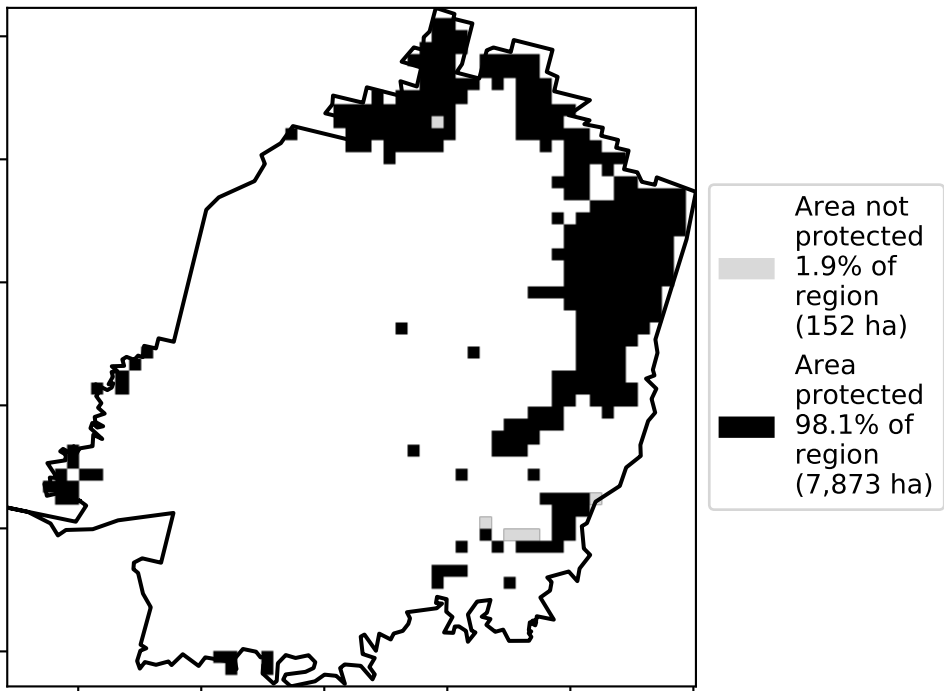 Area not
protected
1.9% of
region
(152 ha)
Area
protected
98.1% of
region
(7,873 ha)